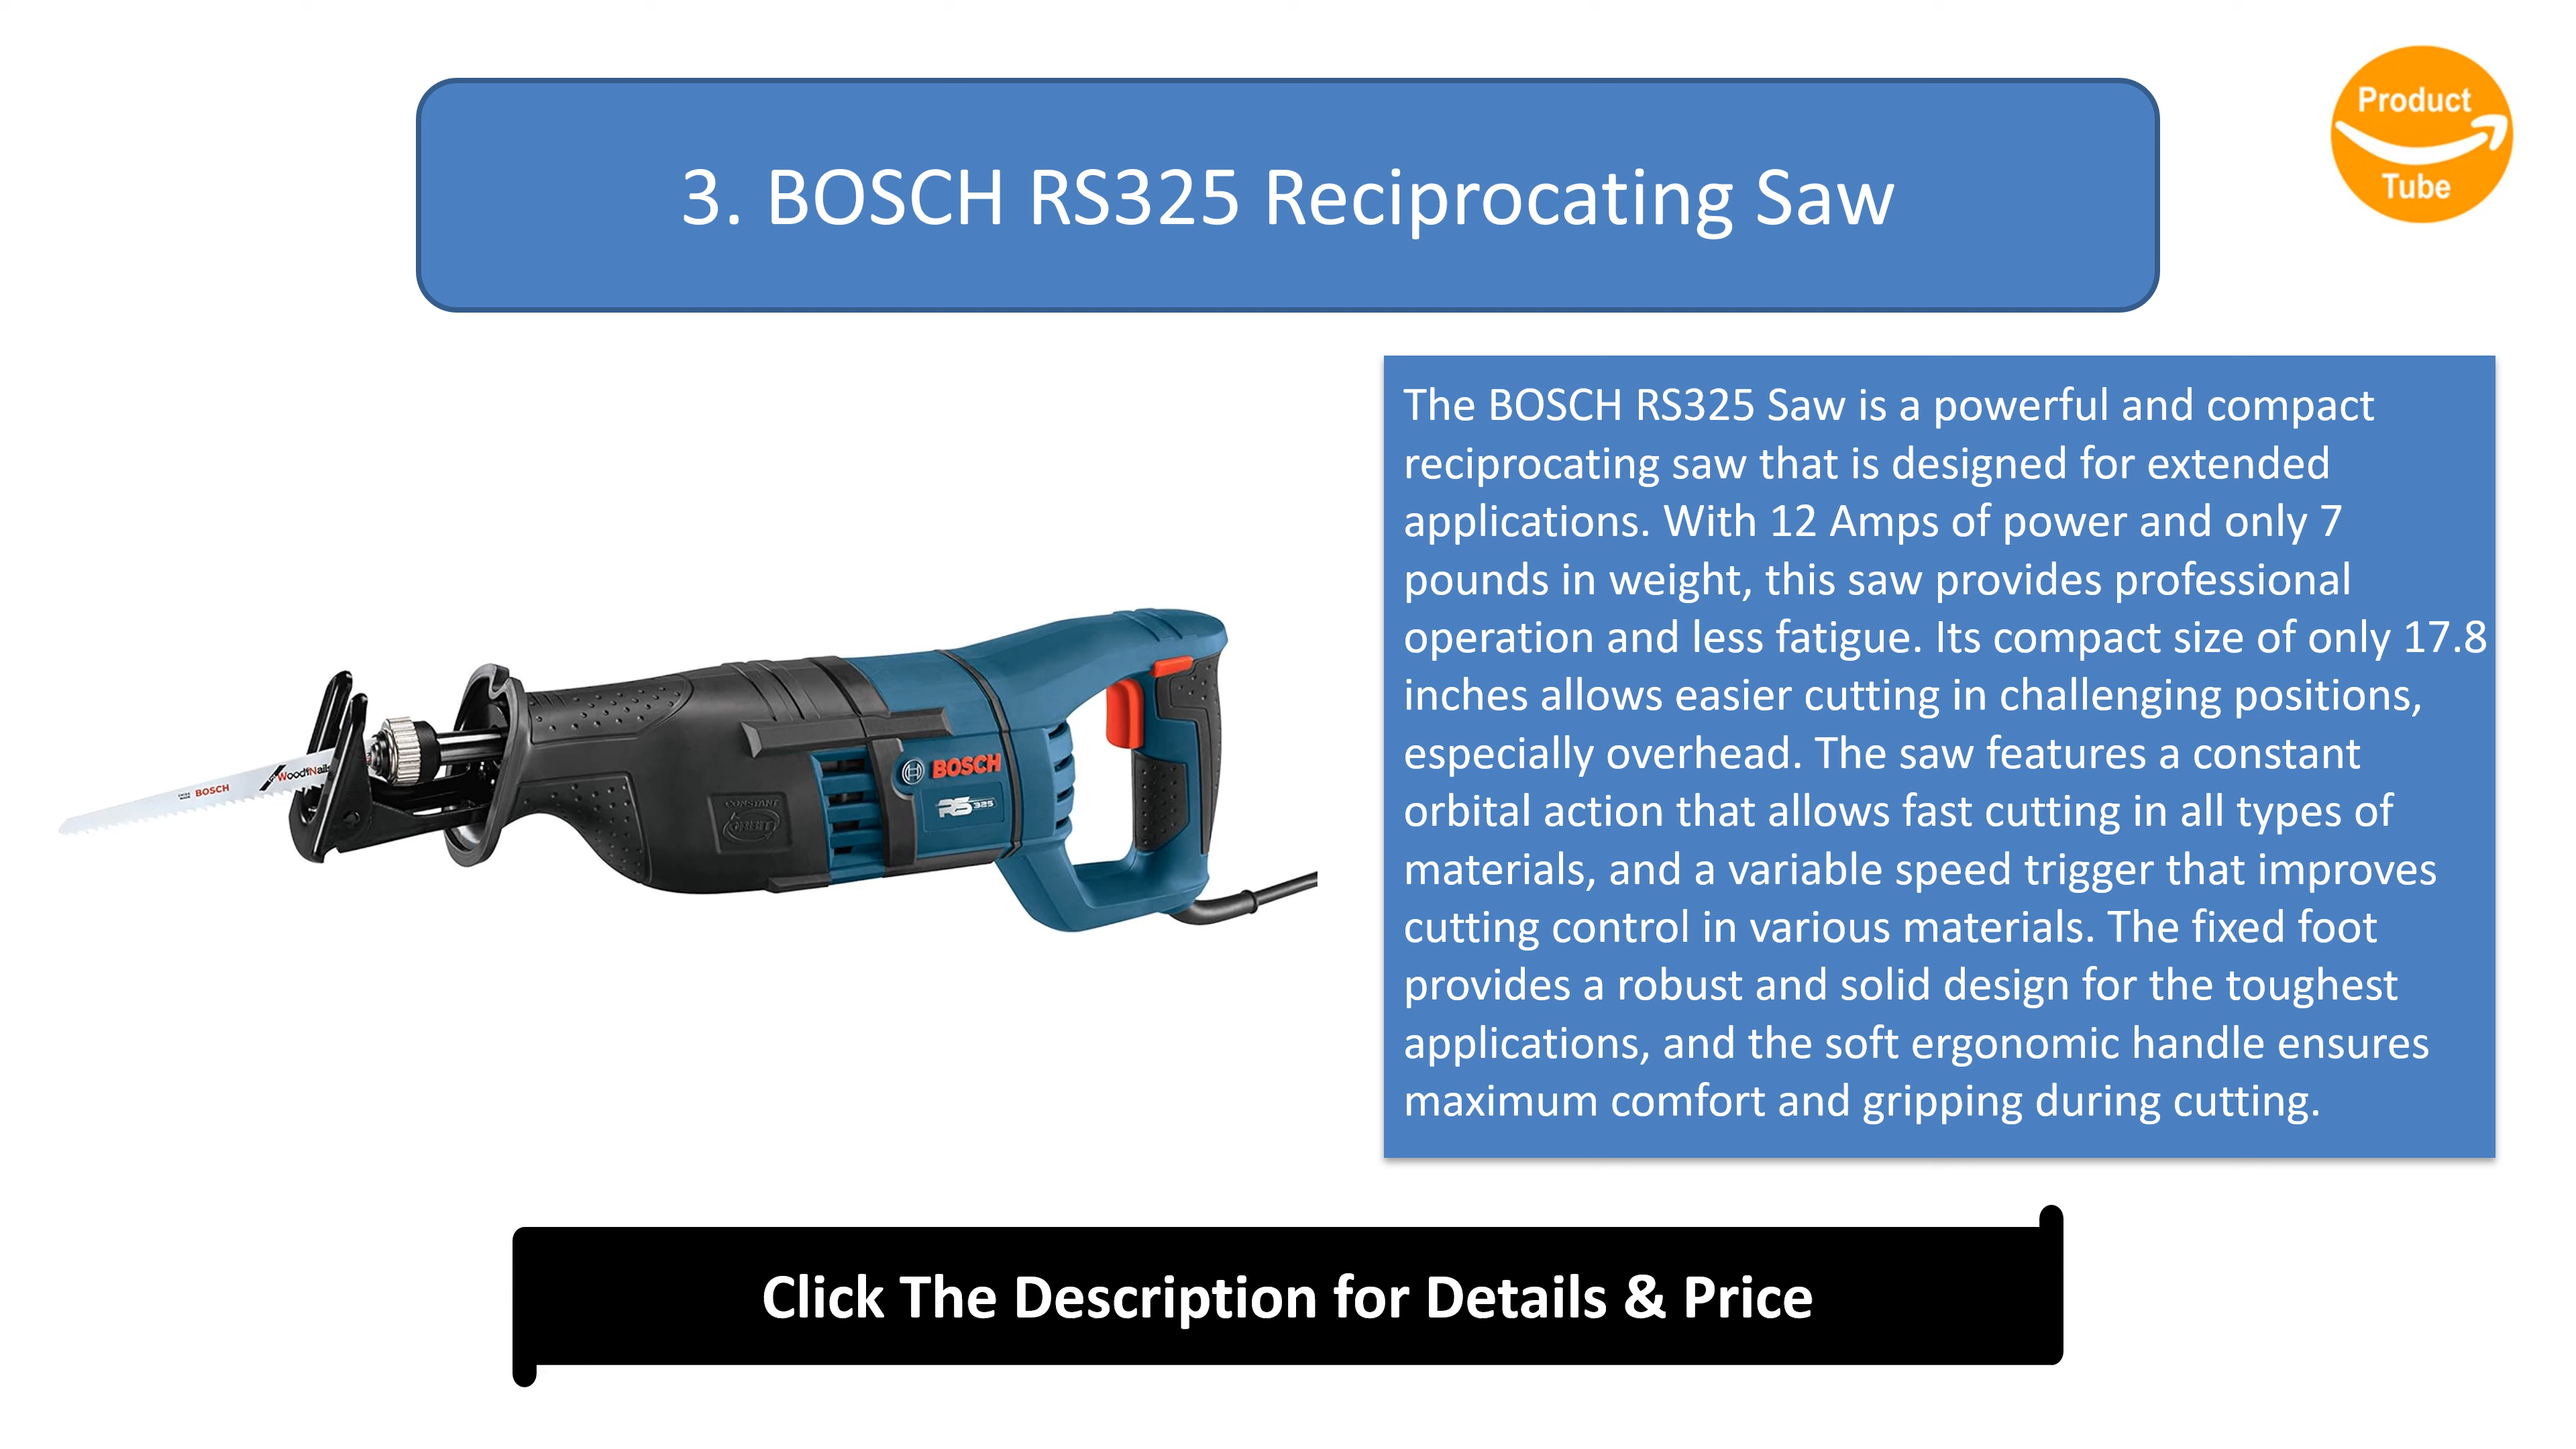 3. BOSCH RS325 Reciprocating Saw
Product
Tube
The BOSCH RS325 Saw is a powerful and compact
reciprocating saw that is designed for extended
applications. With 12 Amps of power and only 7
pounds in weight, this saw provides professional
operation and less fatigue. Its compact size of only 17.8
inches allows easier cutting in challenging positions,
especially overhead. The saw features a constant
orbital action that allows fast cutting in all types of
materials, and a variable speed trigger that improves
cutting control in various materials. The fixed foot
provides a robust and solid design for the toughest
applications, and the soft ergonomic handle ensures
maximum comfort and gripping during cutting.
Wood
Nails
BOSCH
BOSCH
RS 325
CONSTANT
ORBIT
Click The Description for Details & Price